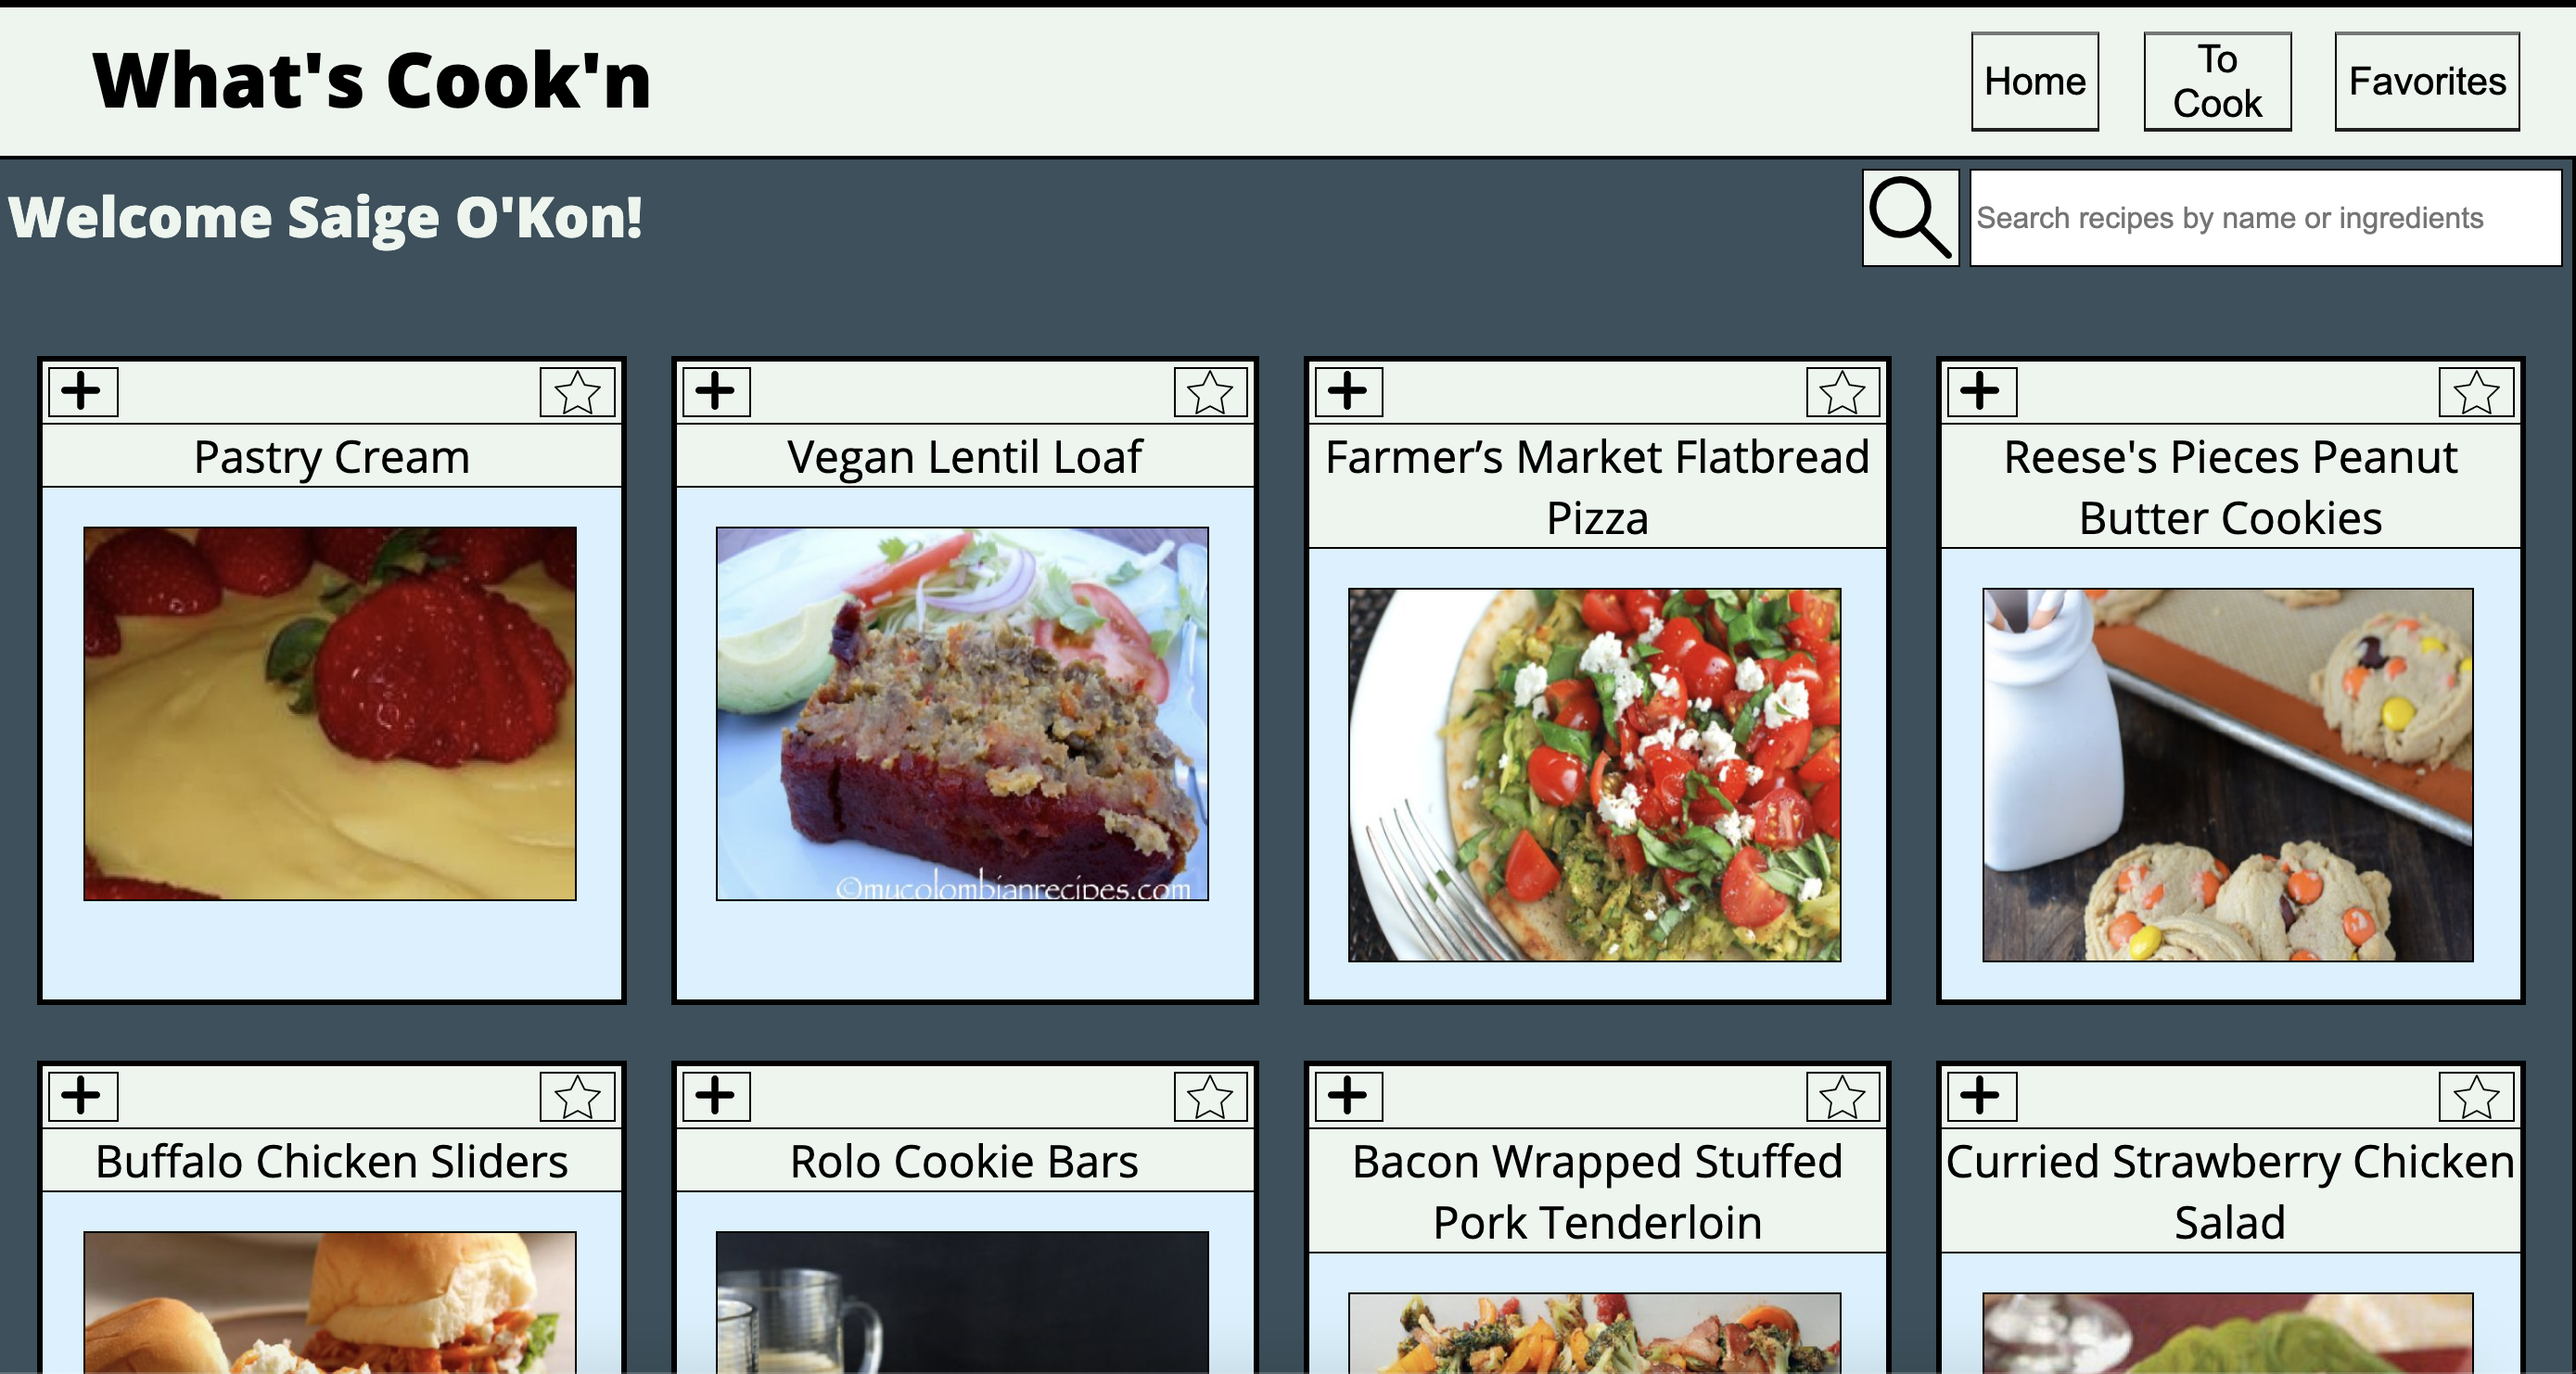 What's Cook'n
Home
To
Cook
Favorites
Welcome Saige O'Kon!
Search recipes by name or ingredients
Pastry Cream
Vegan Lentil Loaf
Farmer’s Market Flatbread
Pizza
Reese's Pieces Peanut
Butter Cookies
©mycolombianrecipes.com
Buffalo Chicken Sliders
Rolo Cookie Bars
Bacon Wrapped Stuffed
Pork Tenderloin
Curried Strawberry Chicken
Salad